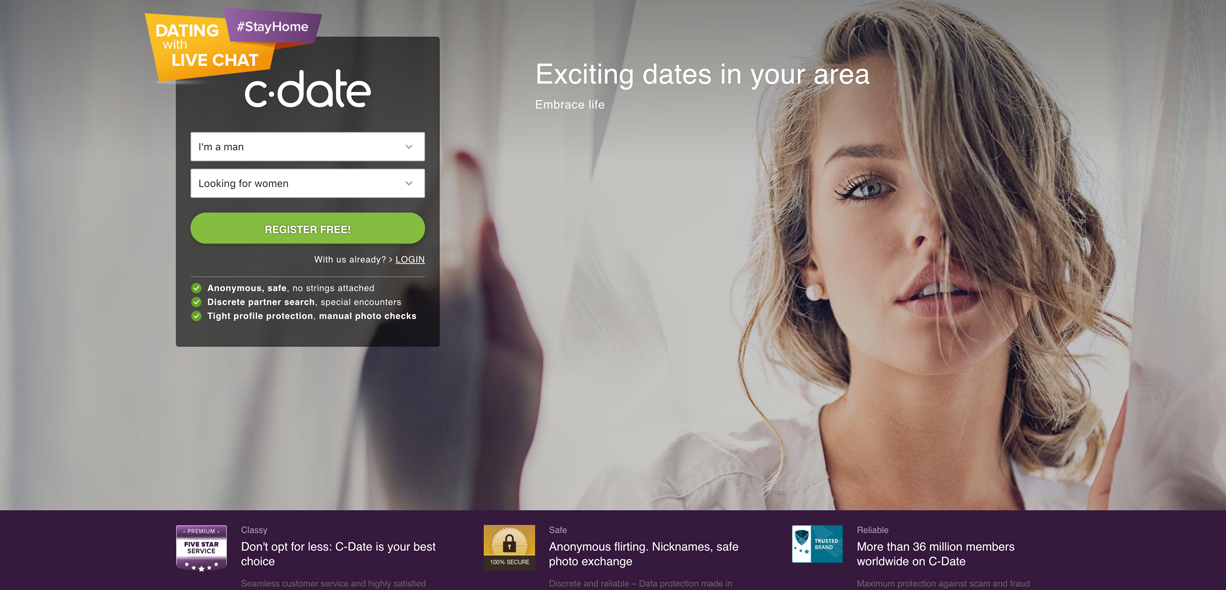 DATING
with
LIVE CHAT
#StayHome
c·date
I'm a man
Looking for women
REGISTER FREE!
With us already? › LOGIN
Anonymous, safe, no strings attached
Discrete partner search, special encounters
Tight profile protection, manual photo checks
Exciting dates in your area
Embrace life
· PREMIUM ·
FIVE STAR
SERVICE
Classy
Don't opt for less: C-Date is your best
choice
Seamless customer service and highly satisfied
100% SECURE
Safe
Anonymous flirting. Nicknames, safe
photo exchange
Discrete and reliable – Data protection made in
TRUSTED
BRAND
Reliable
More than 36 million members
worldwide on C-Date
Maximum protection against scam and fraud